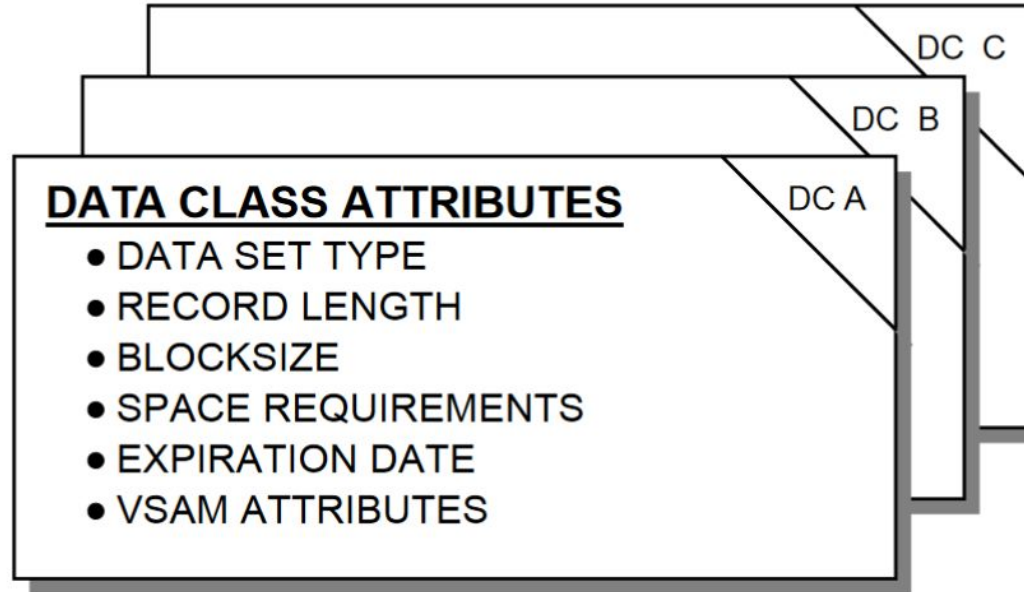 DC C
DC B
DC A
DATA CLASS ATTRIBUTES
● DATA SET TYPE
● RECORD LENGTH
● BLOCKSIZE
● SPACE REQUIREMENTS
● EXPIRATION DATE
● VSAM ATTRIBUTES